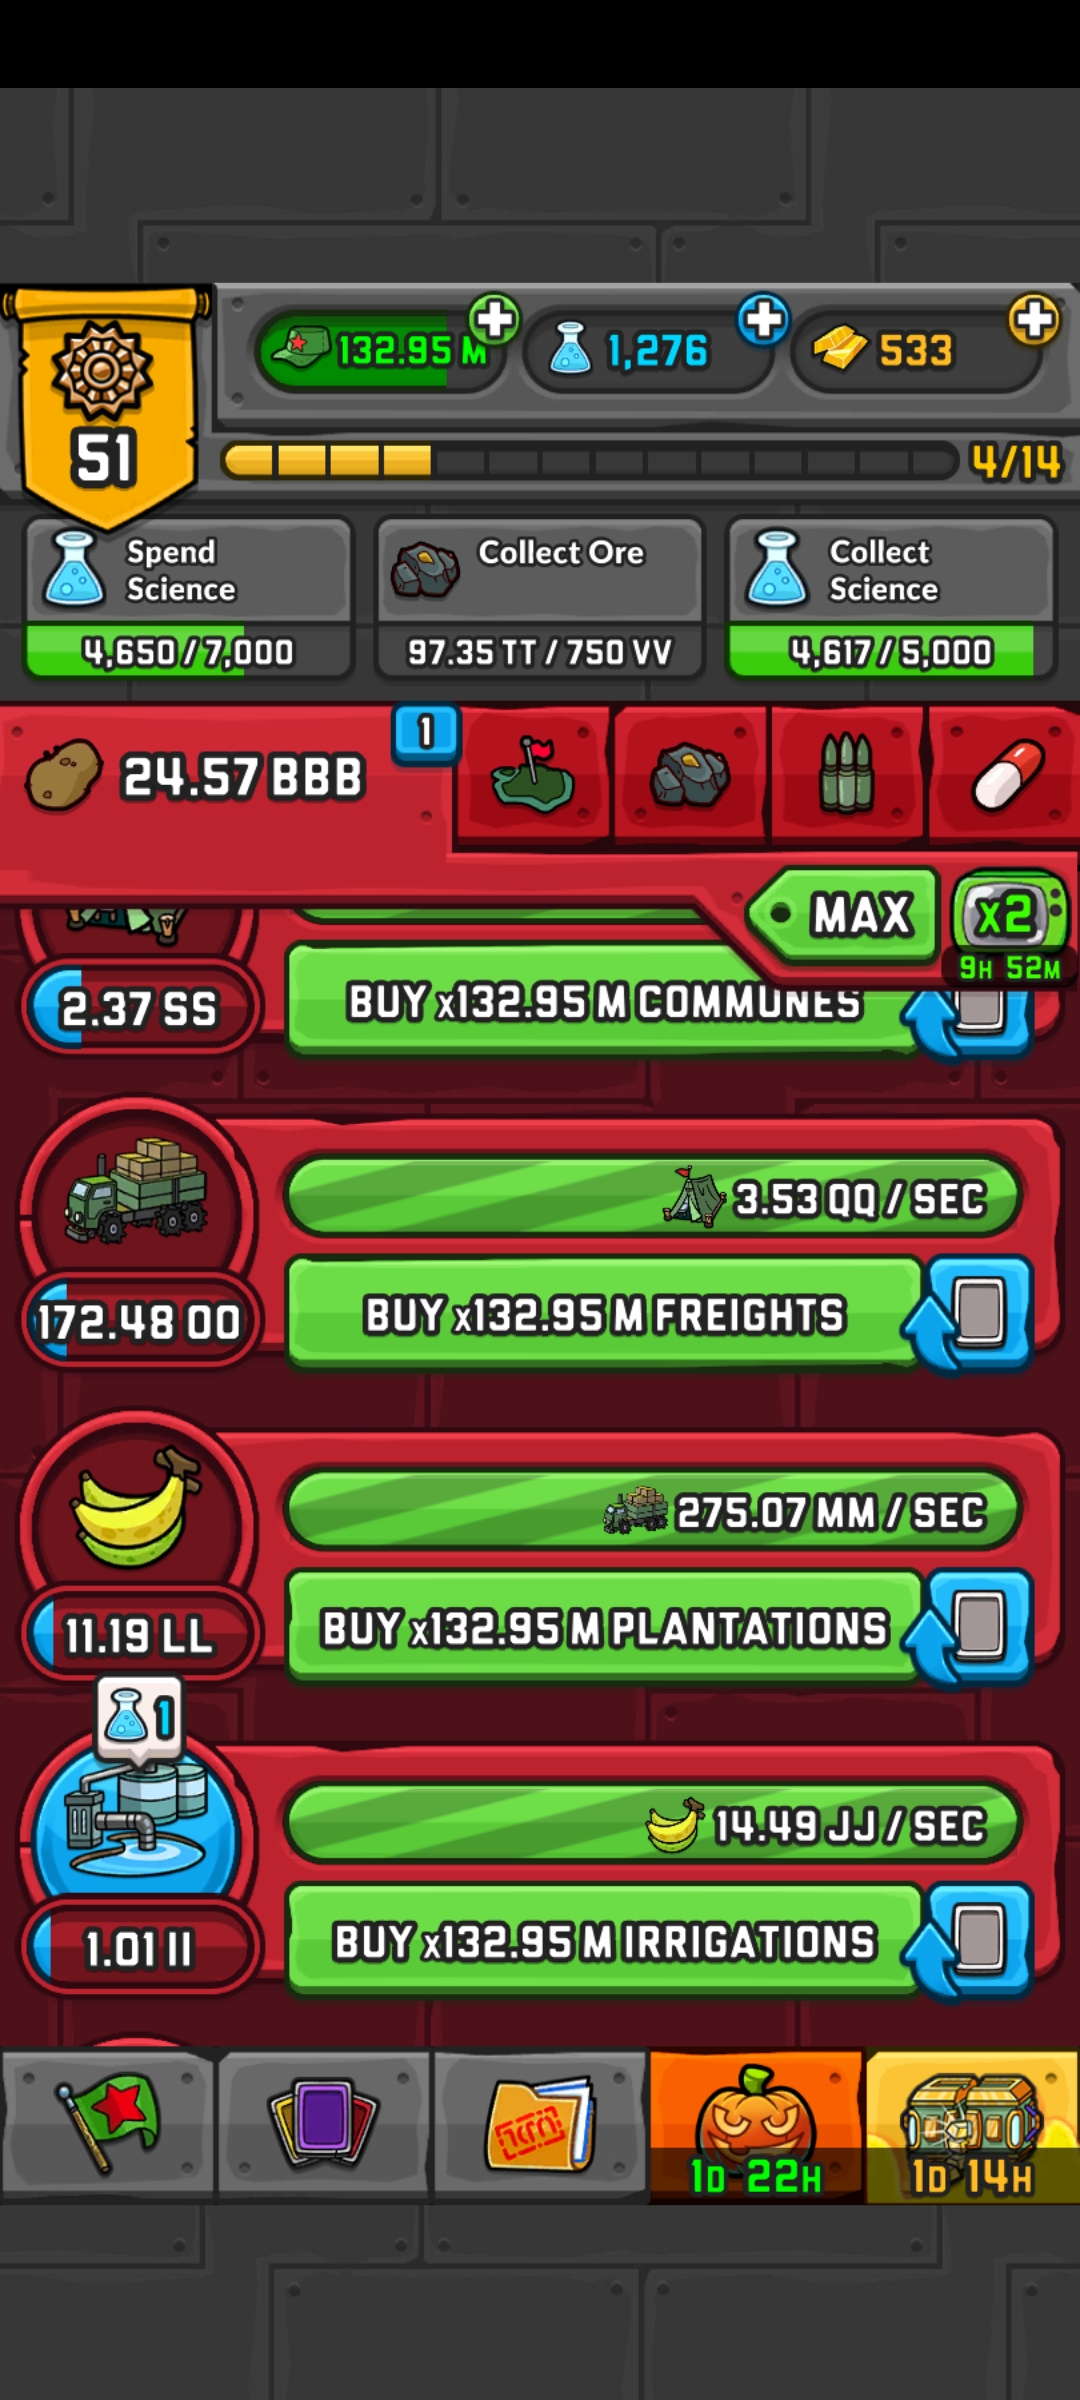 132.95 M
1,276
533
51
4/14
Spend
Science
4,650/7,000
Collect Ore
97.35 TT/750 VV
Collect
Science
4,617/5,000
24.57 BBB
1
MAX
x2
9H 52M
2.37 SS
BUY x132.95 M COMMUNES
3.53 QQ/SEC
172.48 OO
BUY x132.95 M FREIGHTS
275.07 MM/SEC
11.19 LL
BUY x132.95 M PLANTATIONS
1
14.49 JJ/SEC
1.01 II
BUY x132.95 M IRRIGATIONS
1D 22H
1D 14H